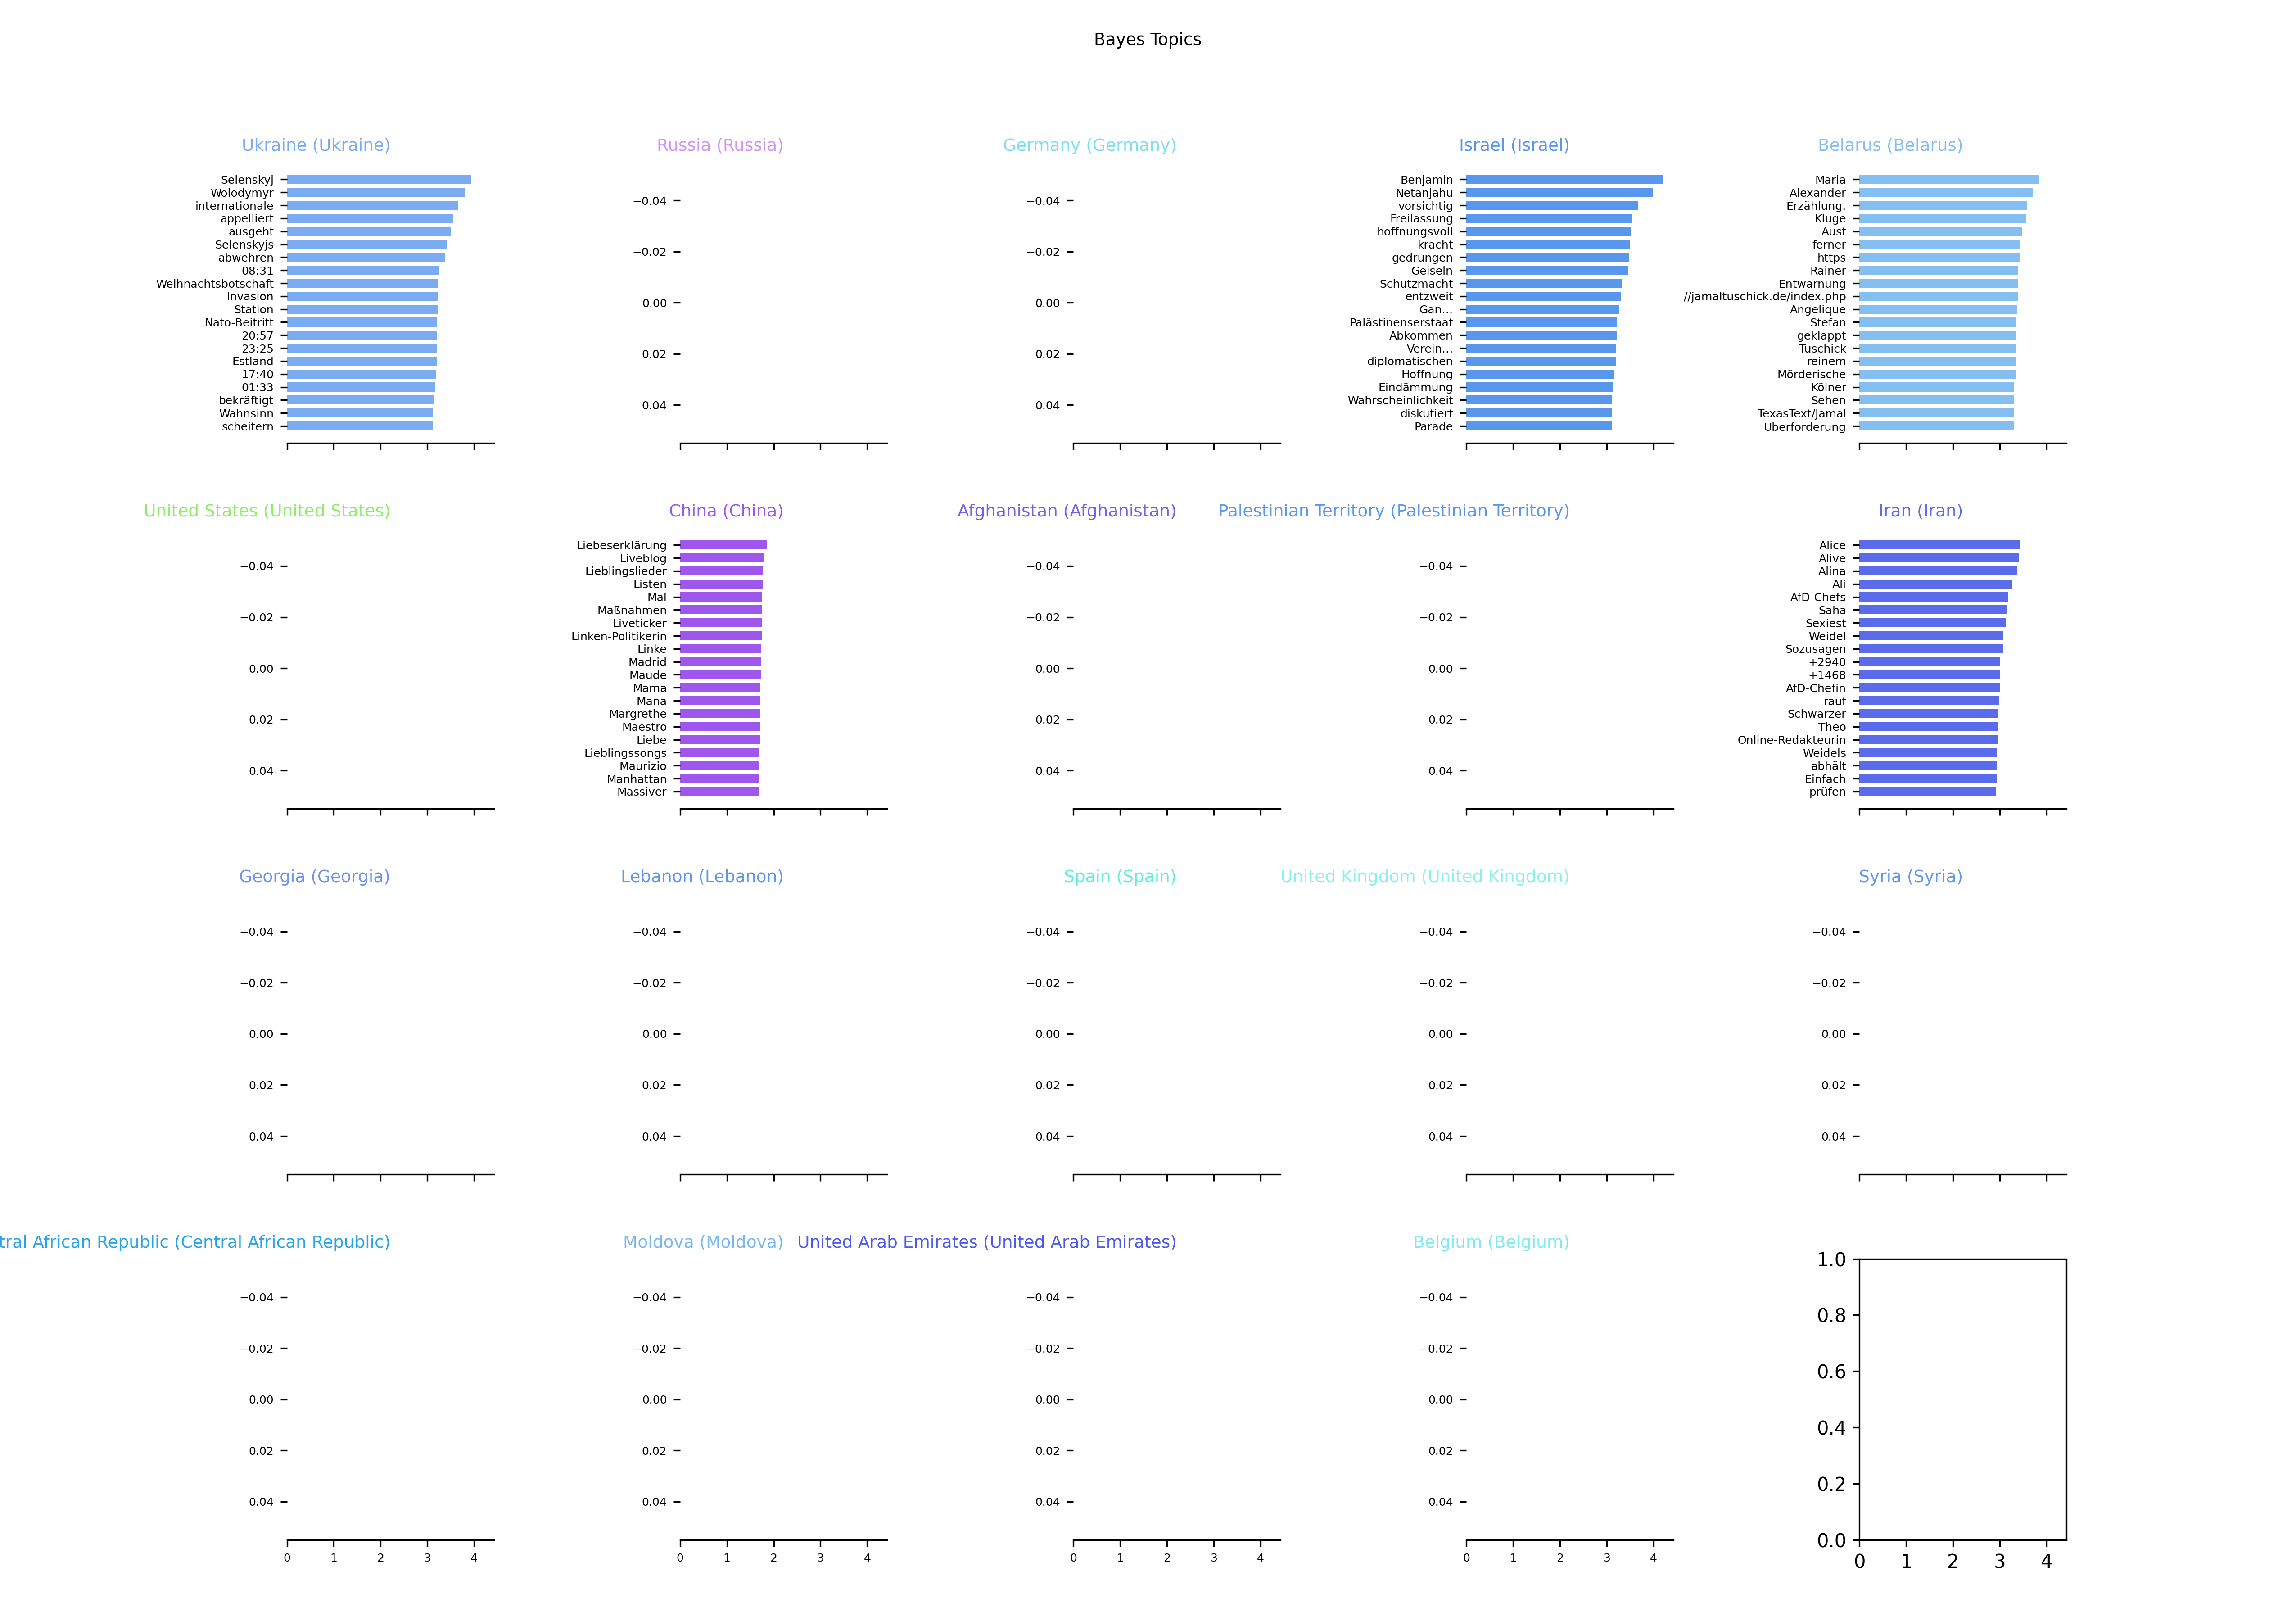 Bayes Topics
Ukraine (Ukraine)
Selenskyj
Wolodymyr
internationale
appelliert
ausgeht
Selenskyjs
abwehren
08:31
Weihnachtsbotschaft
Invasion
Station
Nato-Beitritt
20:57
23:25
Estland
17:40
01:33
bekräftigt
Wahnsinn
scheitern
Russia (Russia)
−0.04
−0.02
0.00
0.02
0.04
Germany (Germany)
−0.04
−0.02
0.00
0.02
0.04
Israel (Israel)
Benjamin
Netanjahu
vorsichtig
Freilassung
hoffnungsvoll
kracht
gedrungen
Geiseln
Schutzmacht
entzweit
Gan...
Palästinenserstaat
Abkommen
Verein...
diplomatischen
Hoffnung
Eindämmung
Wahrscheinlichkeit
diskutiert
Parade
Belarus (Belarus)
Maria
Alexander
Erzählung.
Kluge
Aust
ferner
https
Rainer
Entwarnung
//jamaltuschick.de/index.php
Angelique
Stefan
geklappt
Tuschick
reinem
Mörderische
Kölner
Sehen
TexasText/Jamal
Überforderung
United States (United States)
−0.04
−0.02
0.00
0.02
0.04
China (China)
Liebeserklärung
Liveblog
Lieblingslieder
Listen
Mal
Maßnahmen
Liveticker
Linken-Politikerin
Linke
Madrid
Maude
Mama
Mana
Margrethe
Maestro
Liebe
Lieblingssongs
Maurizio
Manhattan
Massiver
Afghanistan (Afghanistan)
−0.04
−0.02
0.00
0.02
0.04
Palestinian Territory (Palestinian Territory)
−0.04
−0.02
0.00
0.02
0.04
Iran (Iran)
Alice
Alive
Alina
Ali
AfD-Chefs
Saha
Sexiest
Weidel
Sozusagen
+2940
+1468
AfD-Chefin
rauf
Schwarzer
Theo
Online-Redakteurin
Weidels
abhält
Einfach
prüfen
Georgia (Georgia)
−0.04
−0.02
0.00
0.02
0.04
Lebanon (Lebanon)
−0.04
−0.02
0.00
0.02
0.04
Spain (Spain)
−0.04
−0.02
0.00
0.02
0.04
United Kingdom (United Kingdom)
−0.04
−0.02
0.00
0.02
0.04
Syria (Syria)
−0.04
−0.02
0.00
0.02
0.04
tral African Republic (Central African Republic)
−0.04
−0.02
0.00
0.02
0.04
0 1 2 3 4
Moldova (Moldova)
−0.04
−0.02
0.00
0.02
0.04
0 1 2 3 4
United Arab Emirates (United Arab Emirates)
−0.04
−0.02
0.00
0.02
0.04
0 1 2 3 4
Belgium (Belgium)
−0.04
−0.02
0.00
0.02
0.04
0 1 2 3 4
1.0
0.8
0.6
0.4
0.2
0.0
0 1 2 3 4